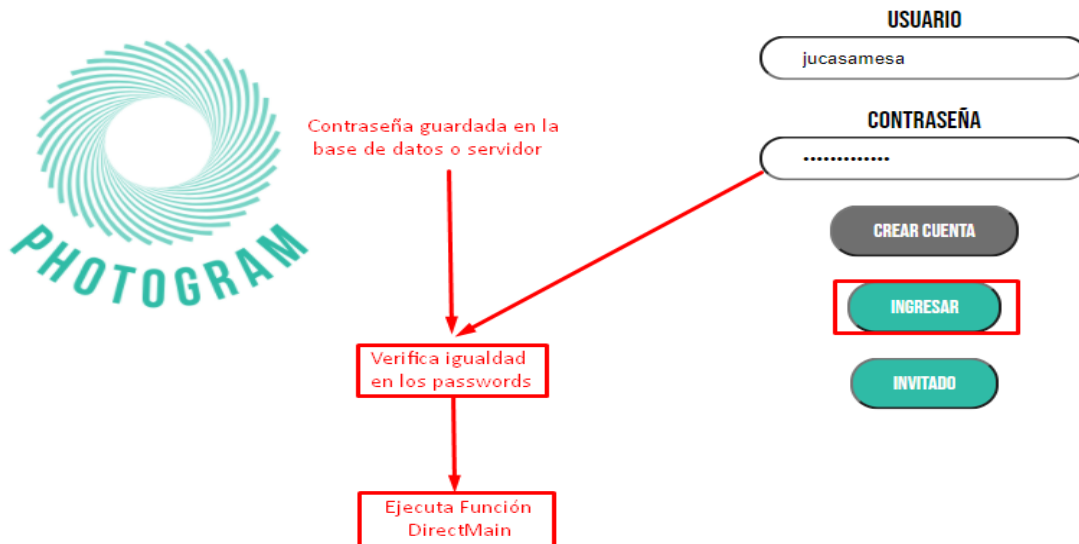 PHOTOGRAM
Contraseña guardada en la
base de datos o servidor
Verifica igualdad
en los passwords
Ejecuta Función
DirectMain
USUARIO
jucasamesa
CONTRASEÑA
•••••••••••••
CREAR CUENTA
INGRESAR
INVITADO